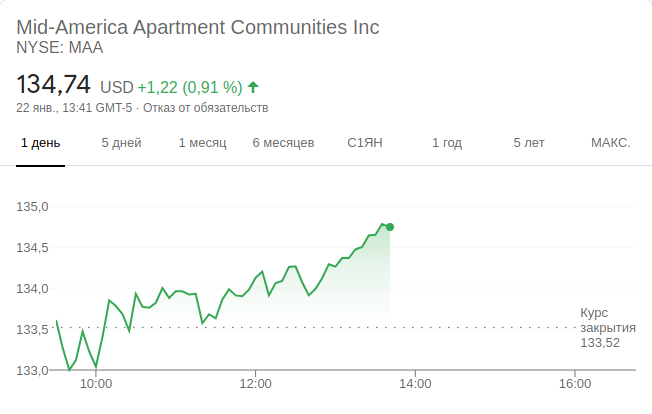 Mid-America Apartment Communities Inc
NYSE: MAA
134,74 USD +1,22 (0,91 %)
22 янв., 13:41 GMT-5 · Отказ от обязательств
1 день 5 дней 1 месяц 6 месяцев С1ЯН 1 год 5 лет МАКС.
135,0
134,5
134,0
133,5
133,0
Курс
закрытия
133,52
10:00 12:00 14:00 16:00